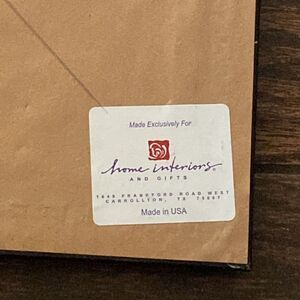 Made Exclusively For
home interiors®
AND GIFTS
1649 FRANKFORD ROAD WEST
CARROLLTON, TX 75007
Made in USA